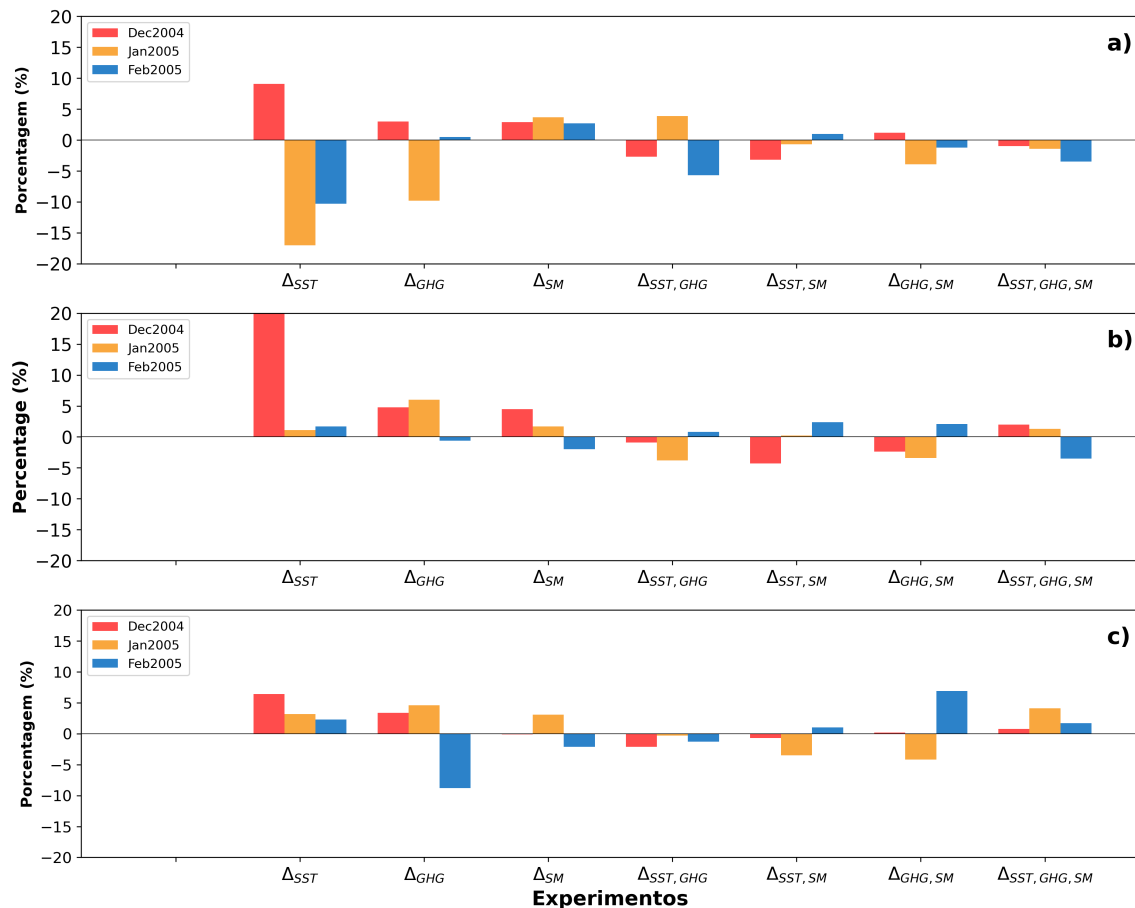 a)
Dec2004
Jan2005
Feb2005
20
15
10
5
0
−5
−10
−15
−20
Porcentagem (%)
Δ_SST Δ_GHG Δ_SM Δ_SST, GHG Δ_SST, SM Δ_GHG, SM Δ_SST, GHG, SM
b)
Dec2004
Jan2005
Feb2005
20
15
10
5
0
−5
−10
−15
−20
Percentage (%)
Δ_SST Δ_GHG Δ_SM Δ_SST, GHG Δ_SST, SM Δ_GHG, SM Δ_SST, GHG, SM
c)
Dec2004
Jan2005
Feb2005
20
15
10
5
0
−5
−10
−15
−20
Porcentagem (%)
Δ_SST Δ_GHG Δ_SM Δ_SST, GHG Δ_SST, SM Δ_GHG, SM Δ_SST, GHG, SM
Experimentos